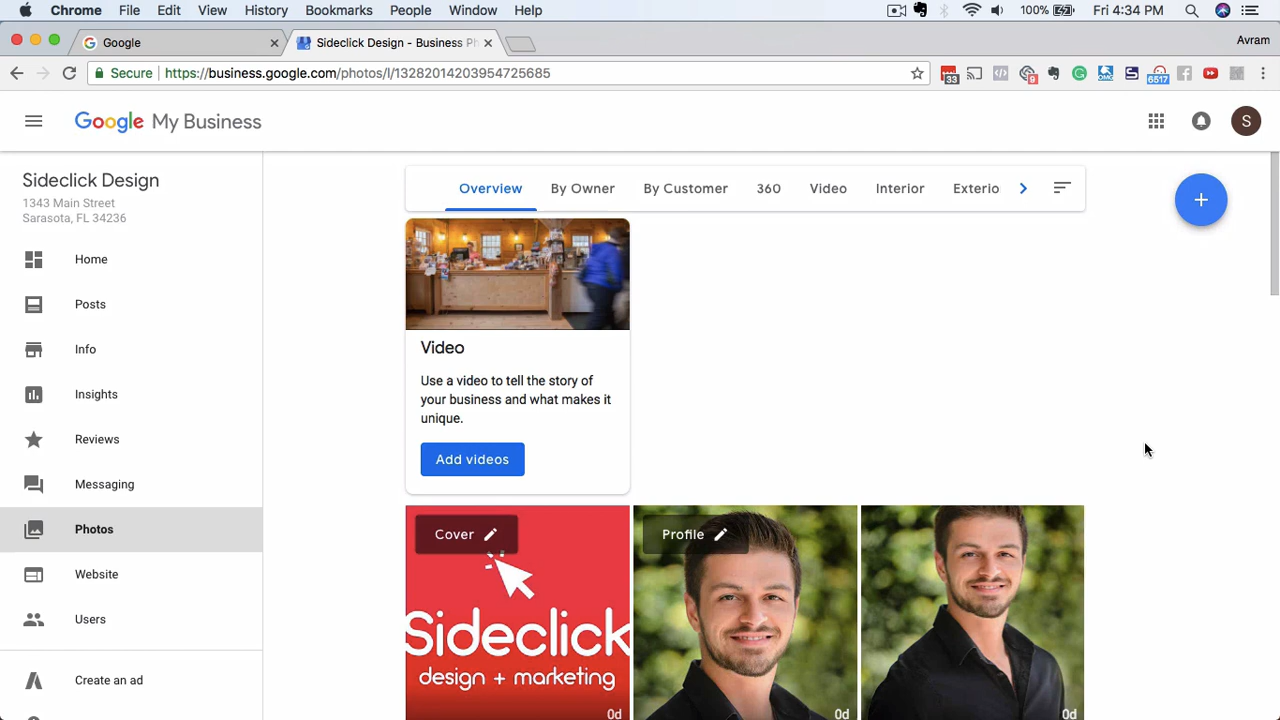 Chrome File Edit View History Bookmarks People Window Help 100% Fri 4:34 PM
Google Sideclick Design - Business Ph Avram
Secure https://business.google.com/photos/l/13282014203954725685 33 9 6517
Google My Business S
Sideclick Design
1343 Main Street
Sarasota, FL 34236
Home
Posts
Info
Insights
Reviews
Messaging
Photos
Website
Users
Create an ad
Overview By Owner By Customer 360 Video Interior Exterio
+
Video
Use a video to tell the story of
your business and what makes it
unique.
Add videos
Cover
Sideclick
design + marketing
0d
Profile
0d
0d